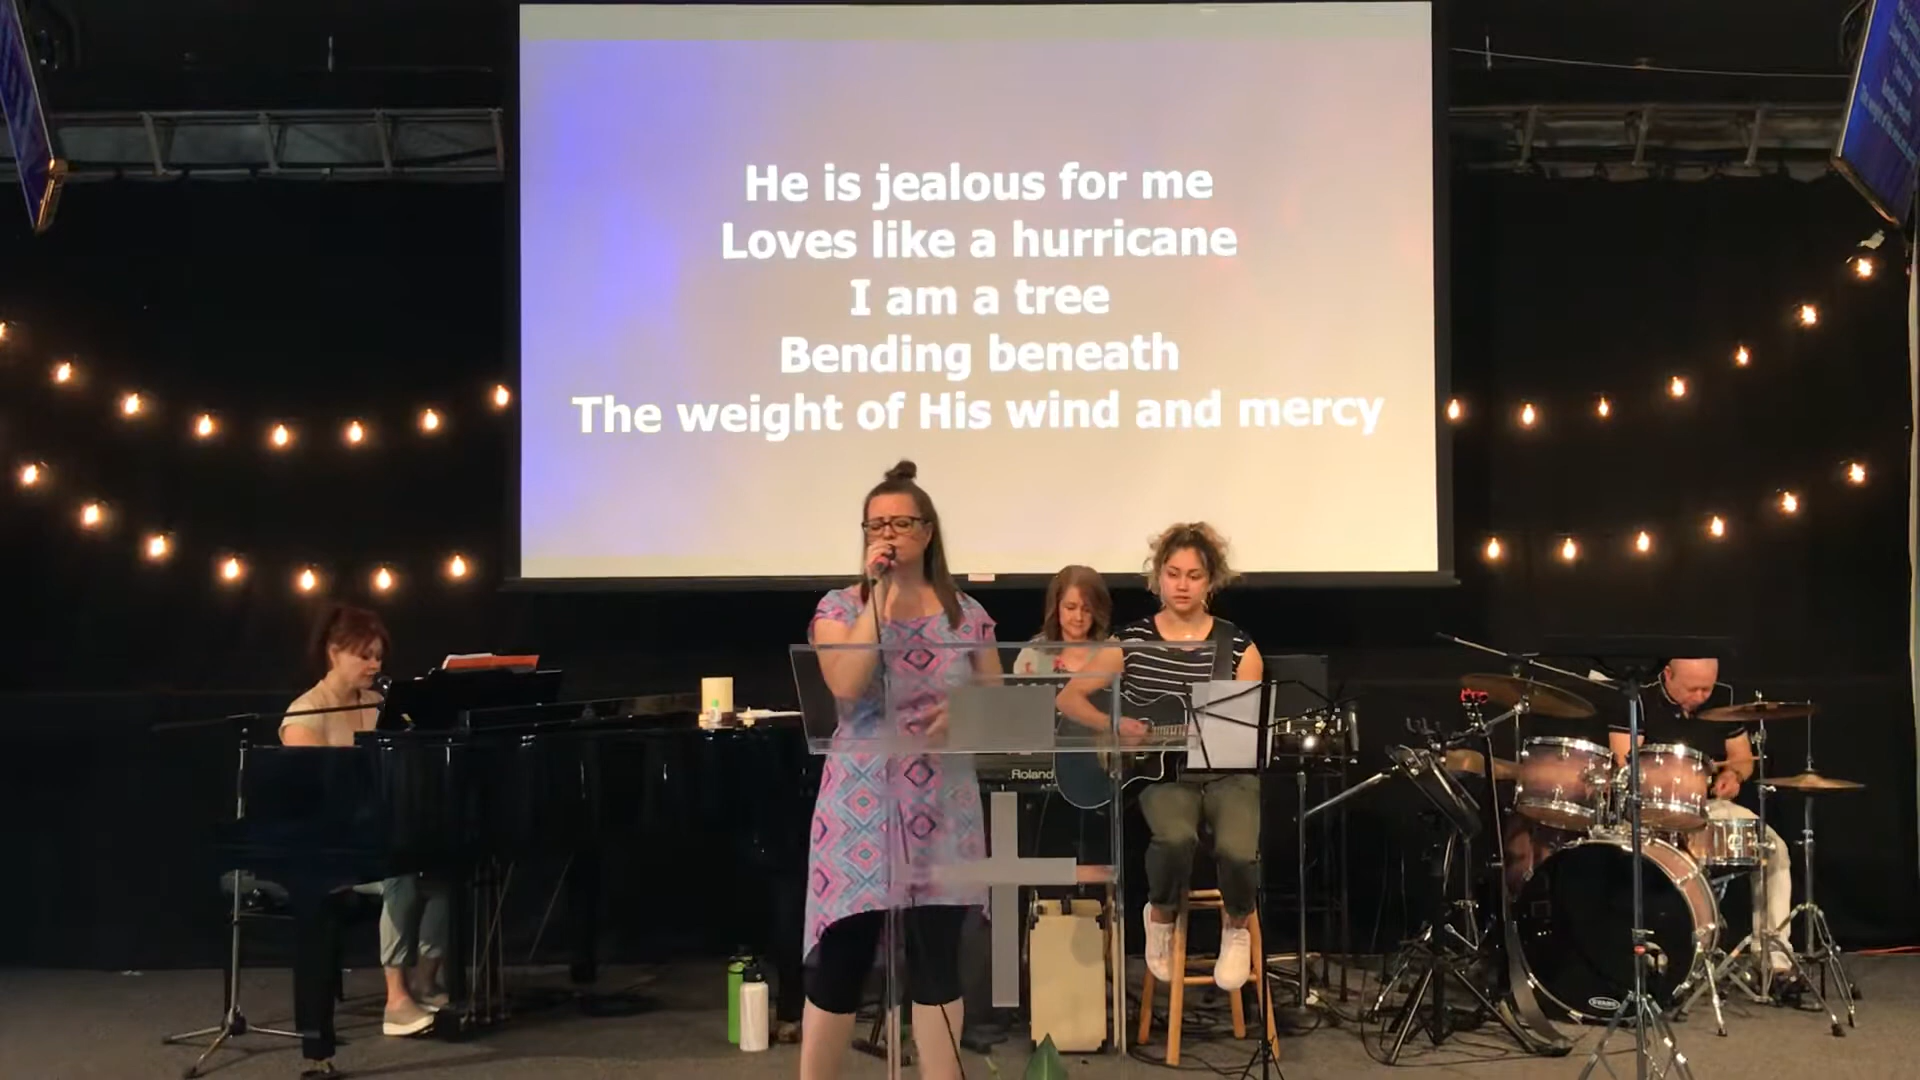 He is jealous for me
Loves like a hurricane
I am a tree
Bending beneath
The weight of His wind and mercy
Roland
EVANS